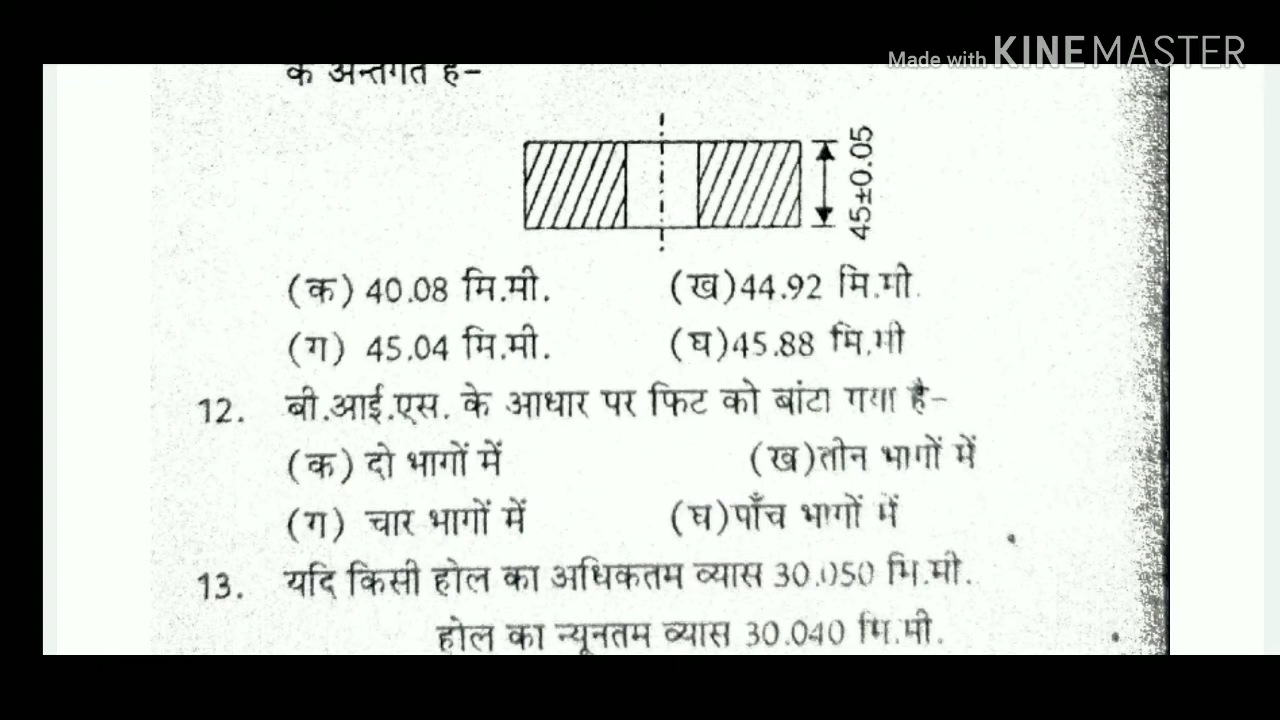 Made with KINEMASTER
के अन्तर्गत है-
45±0.05
(क) 40.08 मि.मी. (ख)44.92 मि.मी.
(ग) 45.04 मि.मी. (घ)45.88 मि.मी
12. बी.आई.एस. के आधार पर फिट को बांटा गया है-
(क) दो भागों में (ख)तीन भागों में
(ग) चार भागों में (घ)पाँच भागों में
13. यदि किसी होल का अधिकतम व्यास 30.050 मि.मी.
होल का न्यूनतम व्यास 30.040 मि.मी.